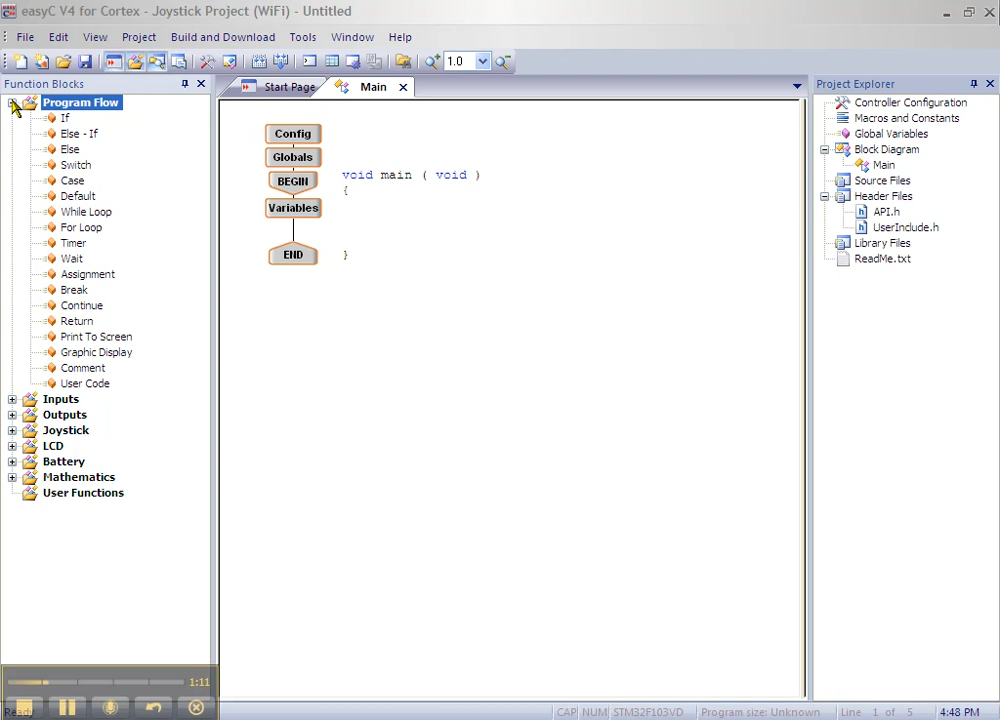 easyC V4 for Cortex - Joystick Project (WiFi) - Untitled
File Edit View Project Build and Download Tools Window Help
1.0
Function Blocks
Program Flow
If
Else - If
Else
Switch
Case
Default
While Loop
For Loop
Timer
Wait
Assignment
Break
Continue
Return
Print To Screen
Graphic Display
Comment
User Code
Inputs
Outputs
Joystick
LCD
Battery
Mathematics
User Functions
Start Page Main
Config
Globals
BEGIN void main ( void )
{
Variables
END }
Project Explorer
Controller Configuration
Macros and Constants
Global Variables
Block Diagram
Main
Source Files
Header Files
API.h
UserInclude.h
Library Files
ReadMe.txt
1:11
Ready CAP NUM STM32F103VD Program size: Unknown Line 1 of 5 4:48 PM